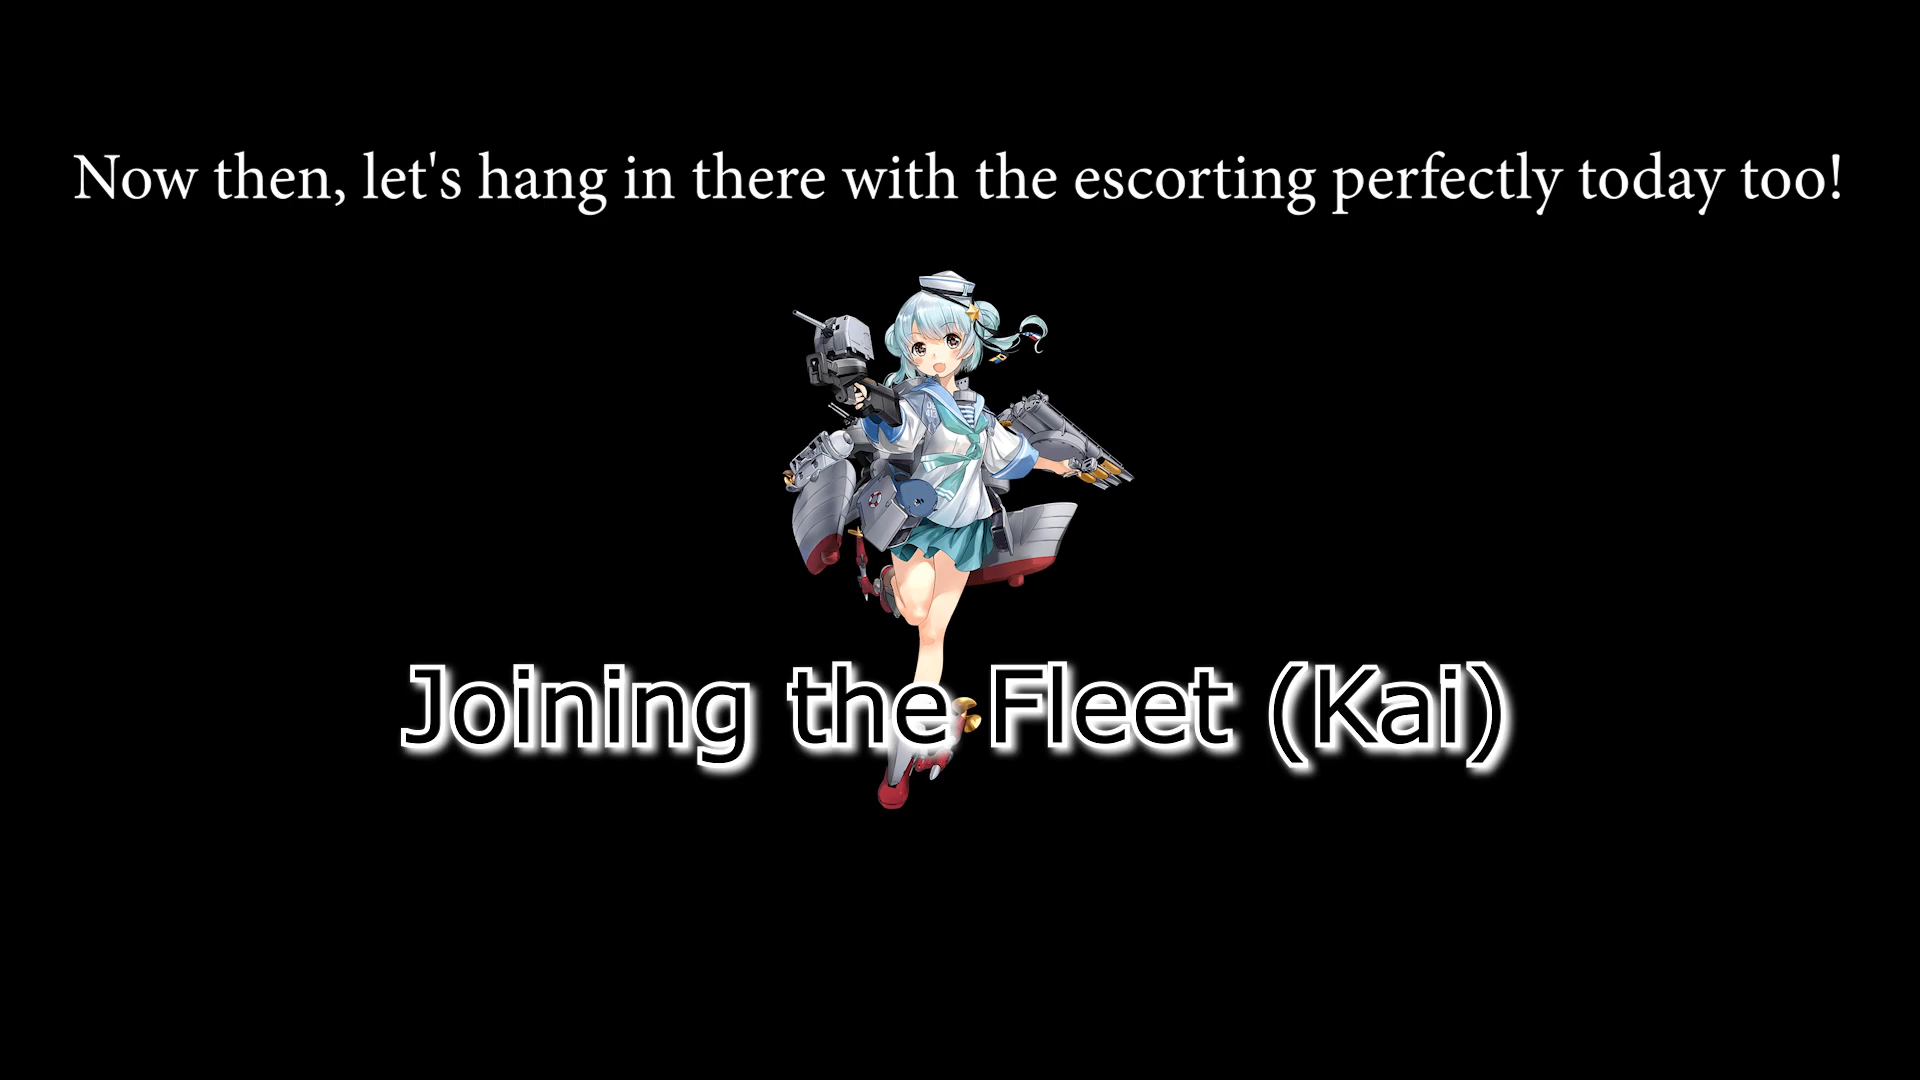 Now then, let's hang in there with the escorting perfectly today too!
Joining the Fleet (Kai)